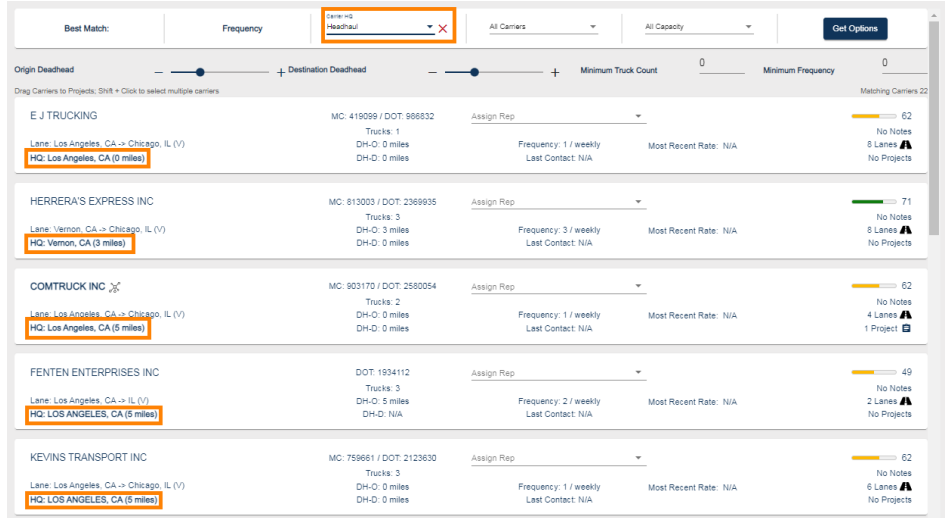 Carrier HQ
Best Match: Frequency Headhaul All Carriers All Capacity Get Options
Origin Deadhead Destination Deadhead Minimum Truck Count 0 Minimum Frequency 0
Drag Carriers to Projects; Shift + Click to select multiple carriers Matching Carriers 22
E J TRUCKING MC: 419099 / DOT: 986832 Assign Rep 62
Trucks: 1 No Notes
Lane: Los Angeles, CA -> Chicago, IL (V) DH-O: 0 miles Frequency: 1 / weekly Most Recent Rate: N/A 8 Lanes
HQ: Los Angeles, CA (0 miles) DH-D: 0 miles Last Contact: N/A No Projects
HERRERA'S EXPRESS INC MC: 813003 / DOT: 2369935 Assign Rep 71
Trucks: 3 No Notes
Lane: Vernon, CA -> Chicago, IL (V) DH-O: 3 miles Frequency: 3 / weekly Most Recent Rate: N/A 8 Lanes
HQ: Vernon, CA (3 miles) DH-D: 0 miles Last Contact: N/A No Projects
COMTRUCK INC MC: 903170 / DOT: 2580054 Assign Rep 62
Trucks: 2 No Notes
Lane: Los Angeles, CA -> Chicago, IL (V) DH-O: 0 miles Frequency: 1 / weekly Most Recent Rate: N/A 4 Lanes
HQ: Los Angeles, CA (5 miles) DH-D: 0 miles Last Contact: N/A 1 Project
FENTEN ENTERPRISES INC DOT: 1934112 Assign Rep 49
Trucks: 3 No Notes
Lane: Los Angeles, CA -> IL (V) DH-O: 5 miles Frequency: 2 / weekly Most Recent Rate: N/A 2 Lanes
HQ: LOS ANGELES, CA (5 miles) DH-D: N/A Last Contact: N/A No Projects
KEVINS TRANSPORT INC MC: 759661 / DOT: 2123630 Assign Rep 62
Trucks: 3 No Notes
Lane: Los Angeles, CA -> Chicago, IL (V) DH-O: 0 miles Frequency: 1 / weekly Most Recent Rate: N/A 6 Lanes
HQ: LOS ANGELES, CA (5 miles) DH-D: 0 miles Last Contact: N/A No Projects